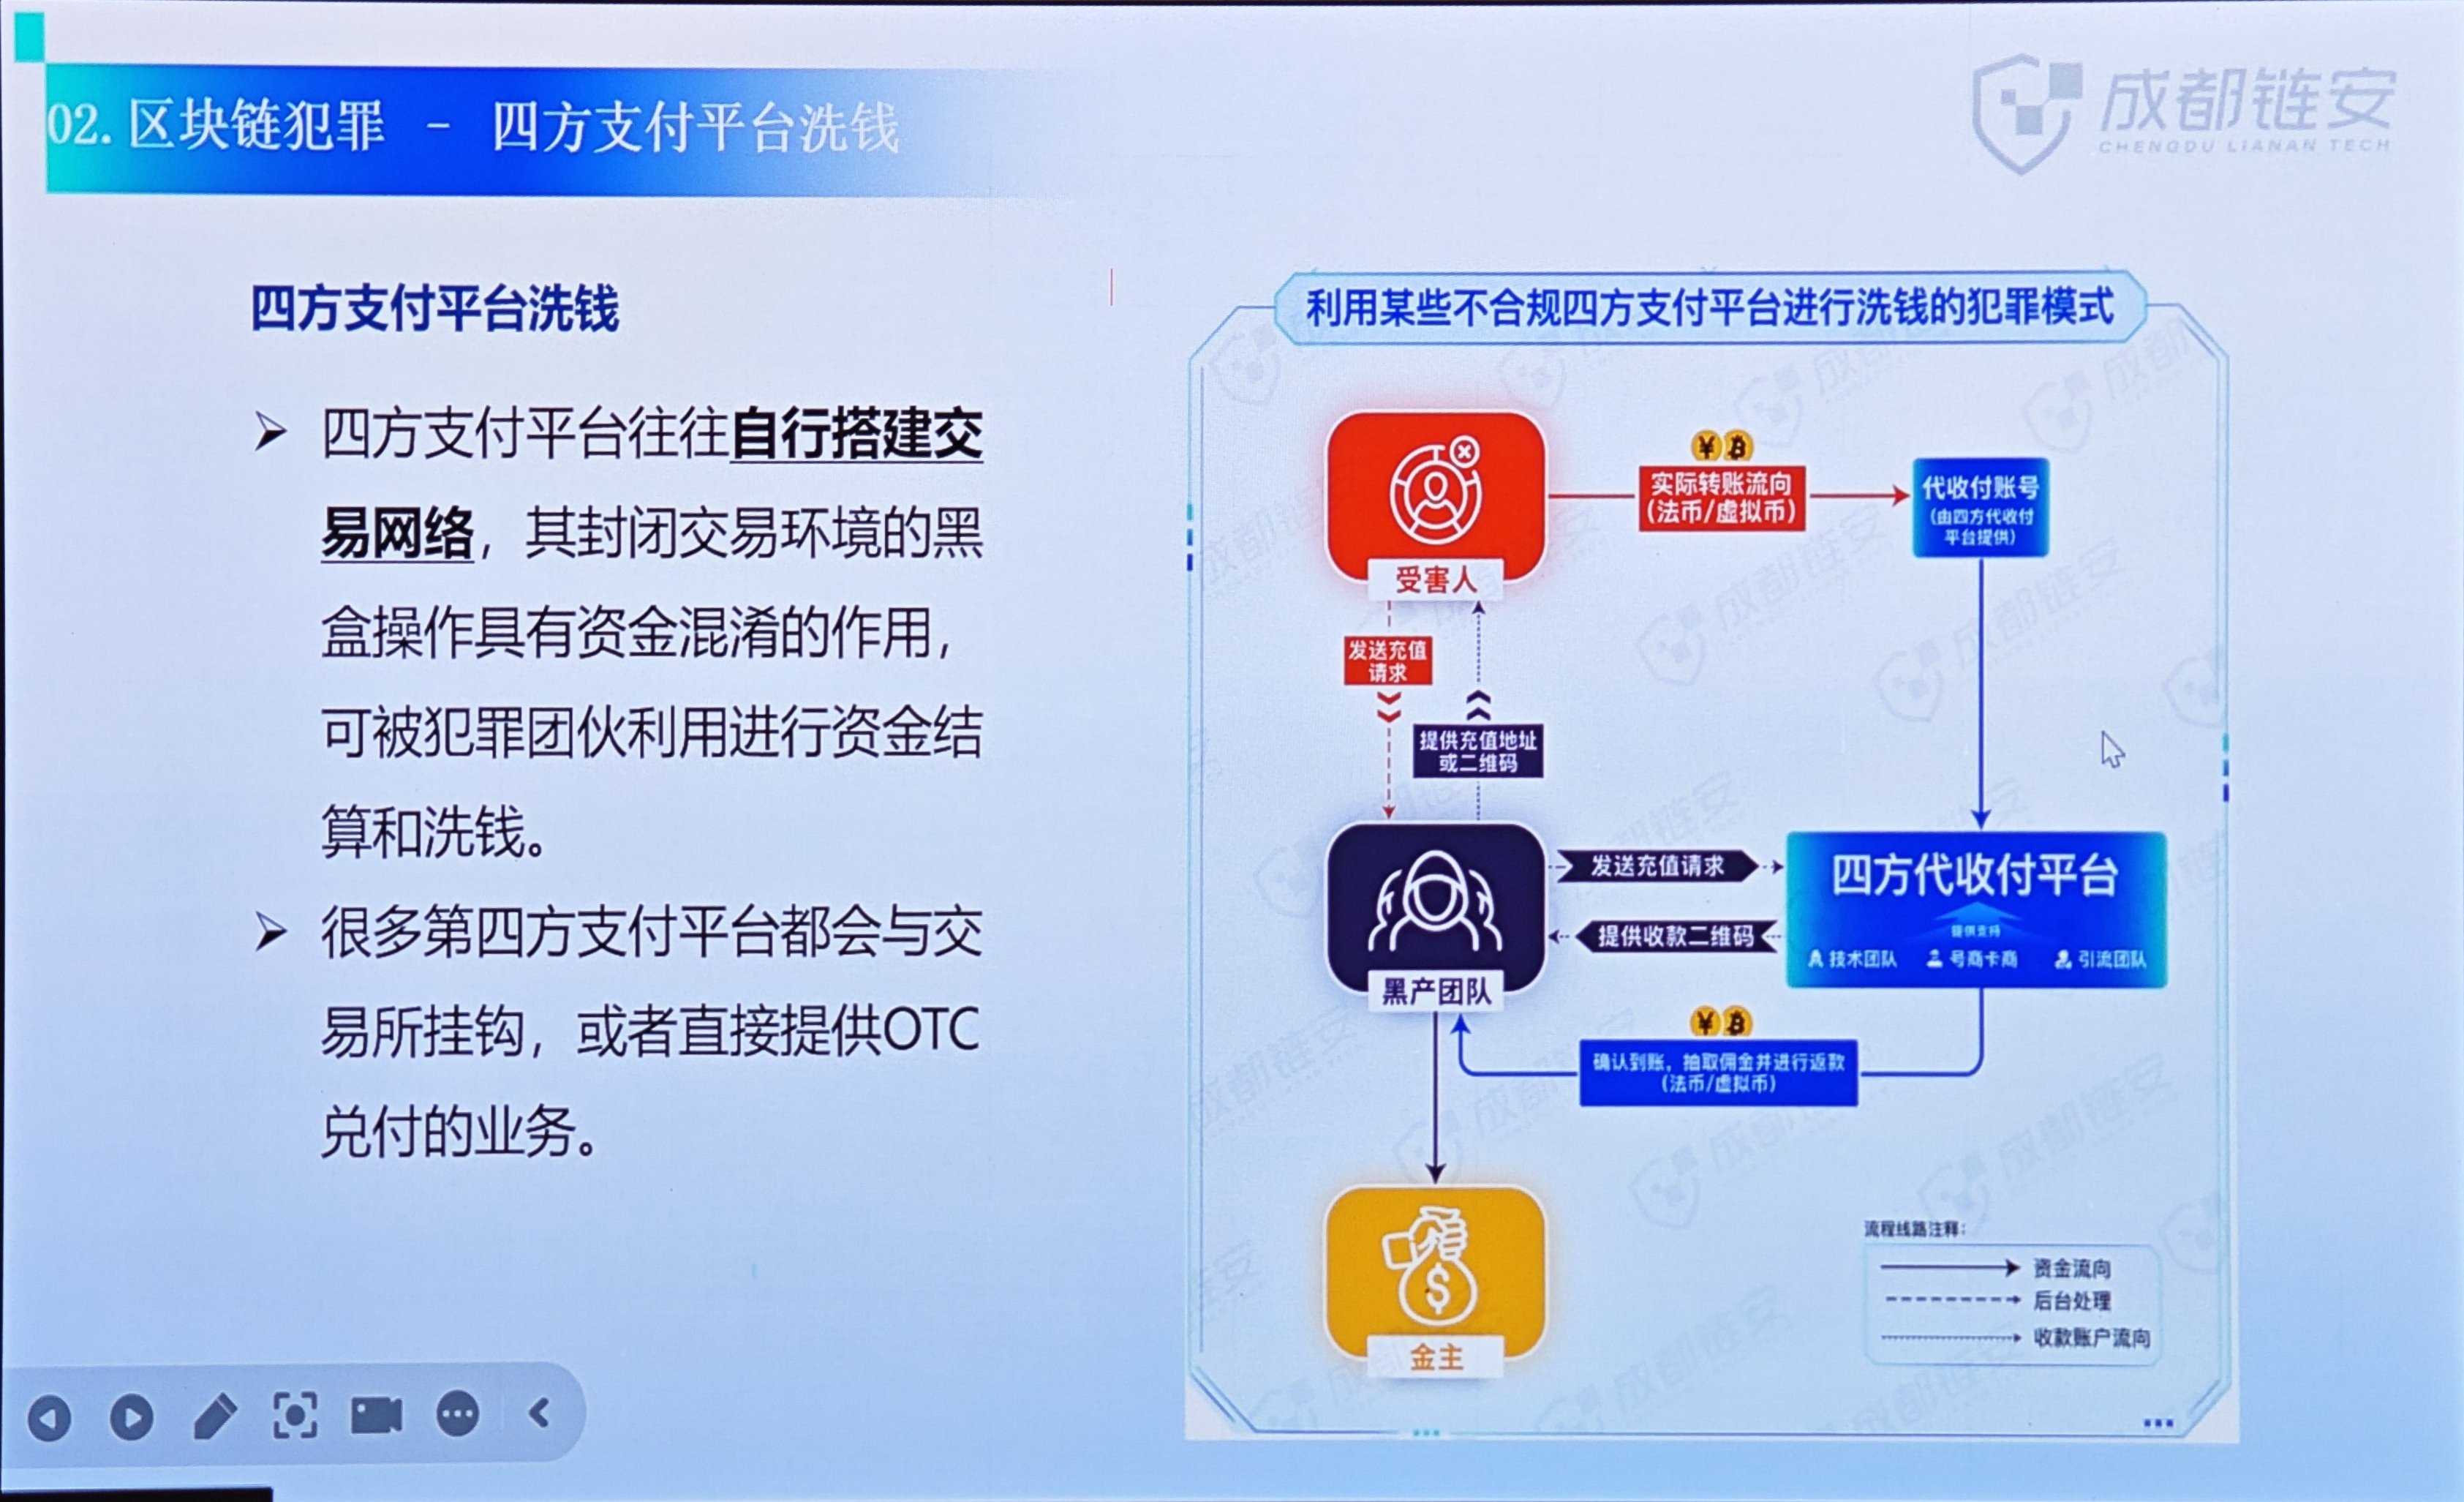 02.区块链犯罪 - 四方支付平台洗钱
成都链安
CHENGDU LIANAN TECH
四方支付平台洗钱
四方支付平台往往自行搭建交
易网络，其封闭交易环境的黑
盒操作具有资金混淆的作用，
可被犯罪团伙利用进行资金结
算和洗钱。
很多第四方支付平台都会与交
易所挂钩，或者直接提供OTC
兑付的业务。
利用某些不合规四方支付平台进行洗钱的犯罪模式
受害人
实际转账流向
(法币/虚拟币)
代收付账号
(由四方代收付
平台提供)
发送充值
请求
提供充值地址
或二维码
黑产团队
发送充值请求
提供收款二维码
四方代收付平台
提供支持
技术团队
号商卡商
引流团队
确认到账，抽取佣金并进行返款
(法币/虚拟币)
金主
流程线路注释：
资金流向
后台处理
收款账户流向